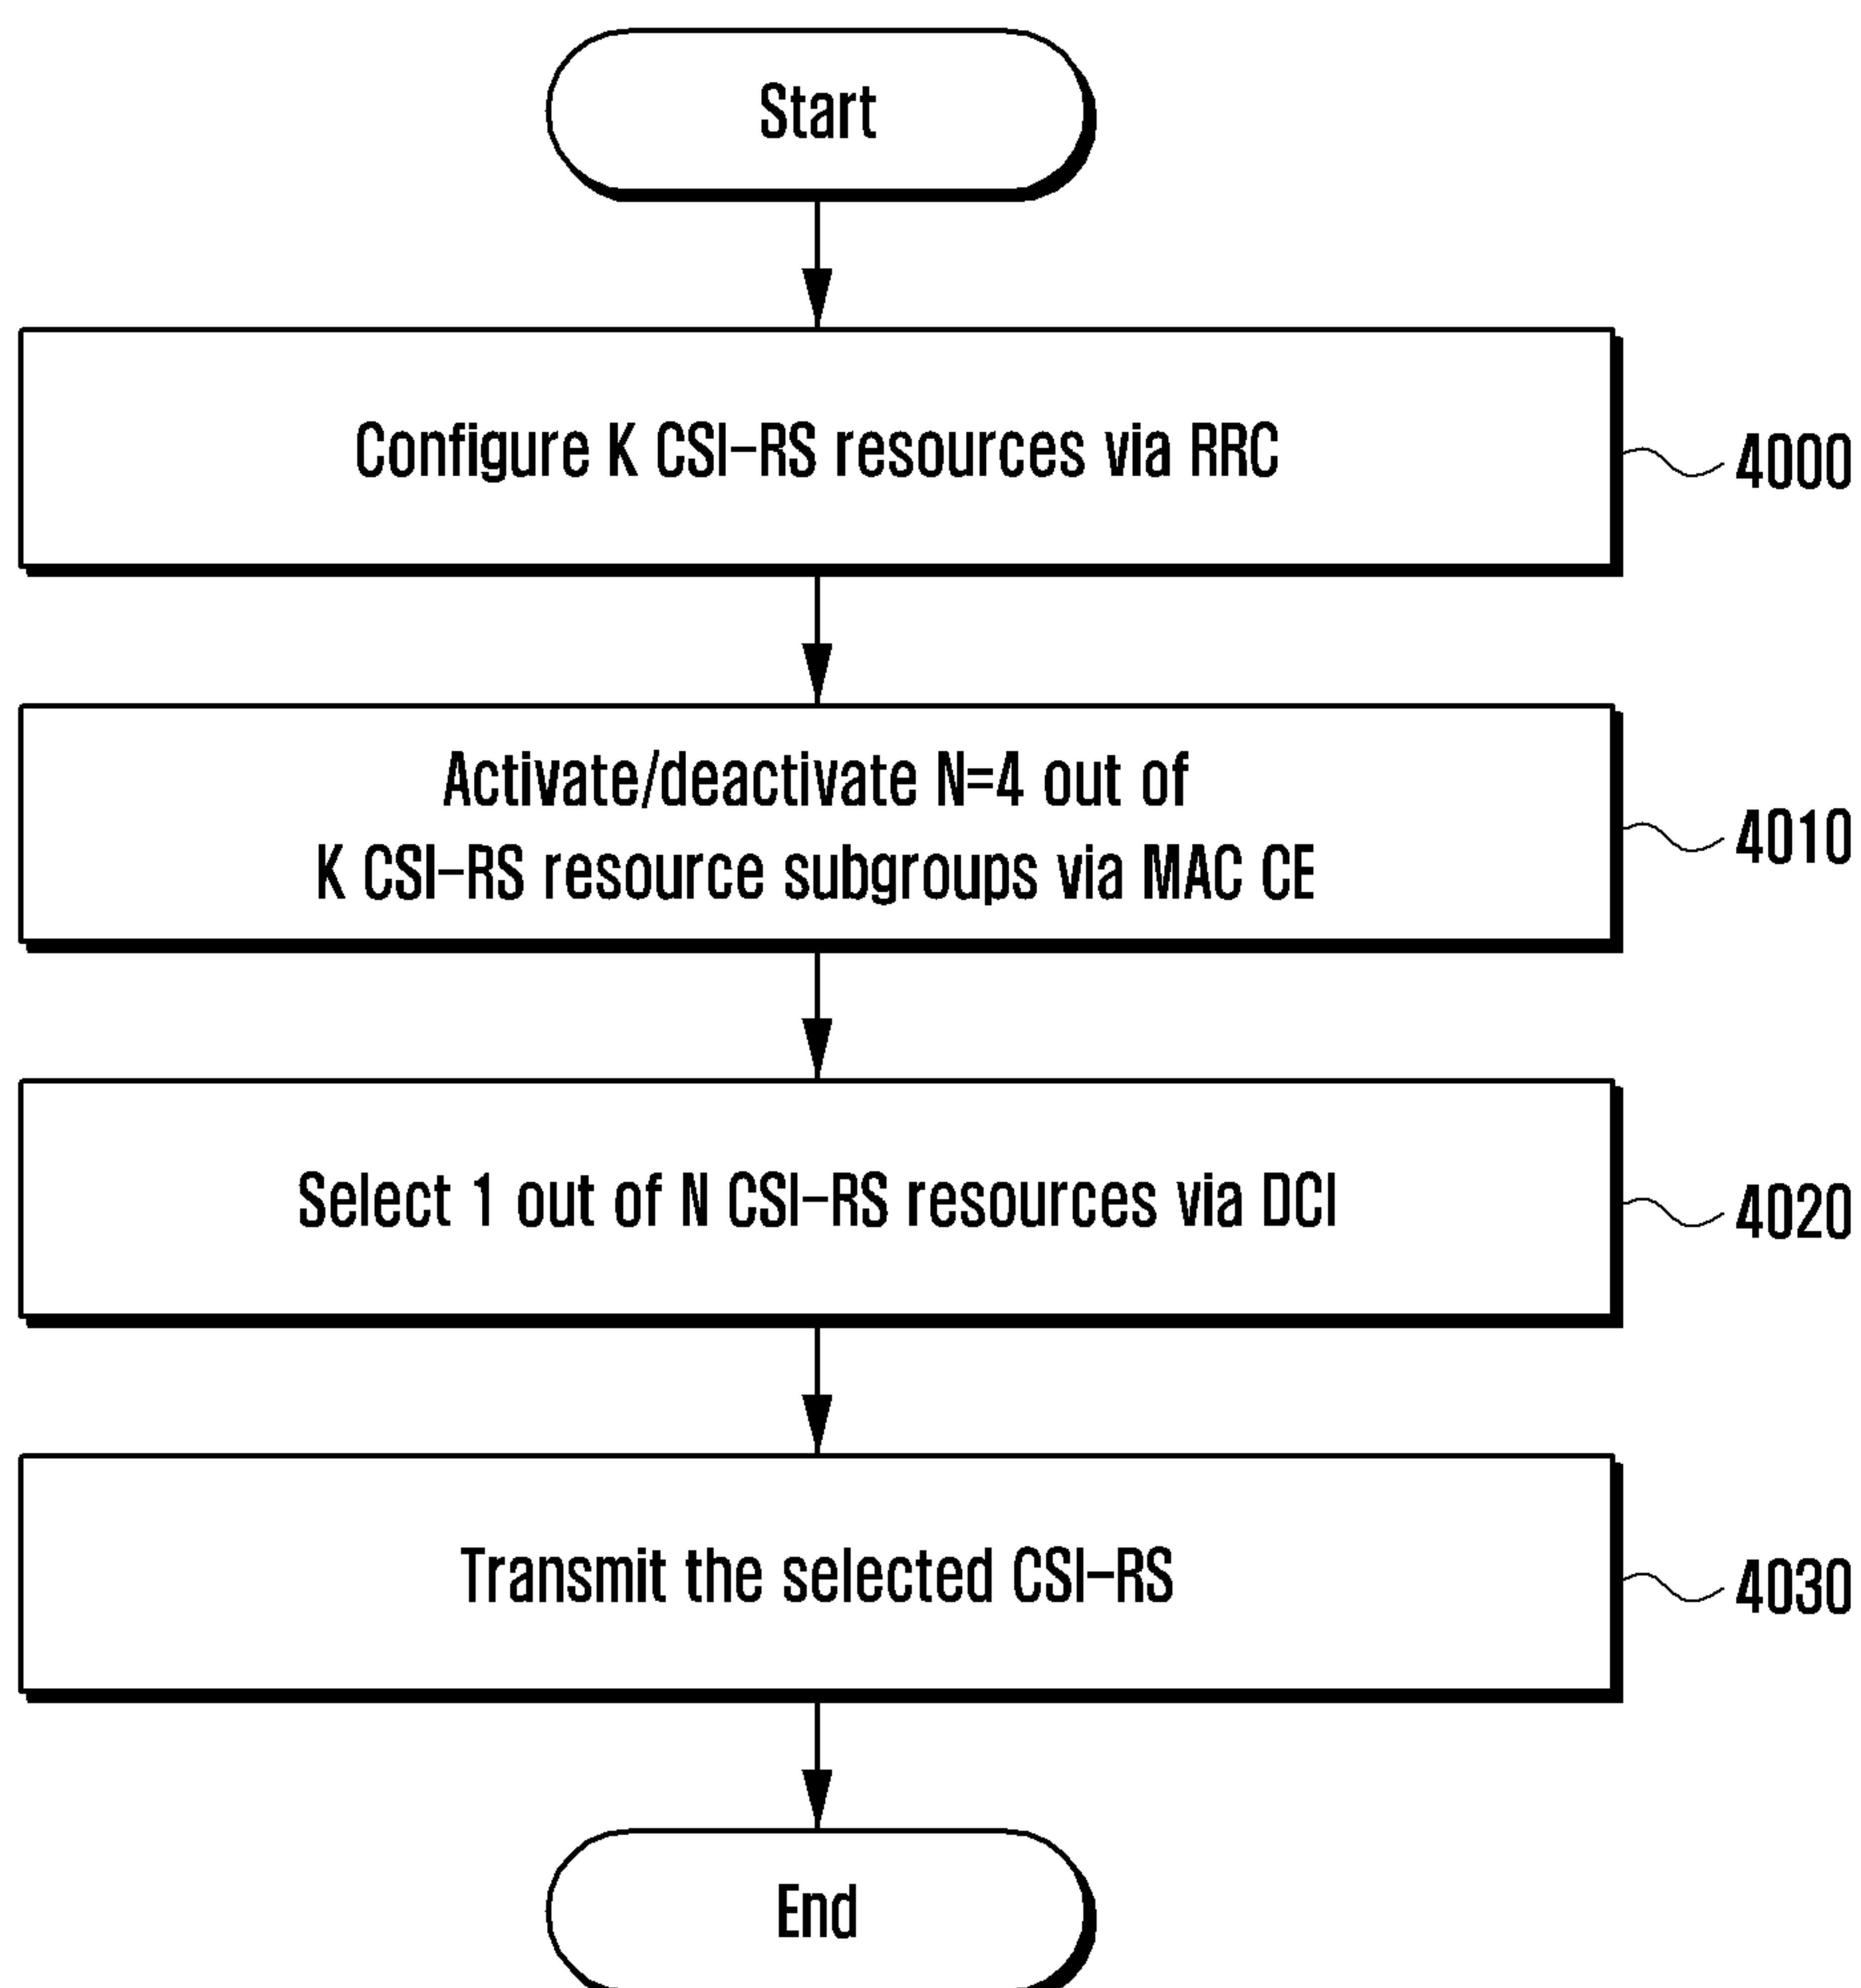 Start
Configure K CSI-RS resources via RRC
4000
Activate/deactivate N=4 out of
K CSI-RS resource subgroups via MAC CE
4010
Select 1 out of N CSI-RS resources via DCI
4020
Transmit the selected CSI-RS
4030
End